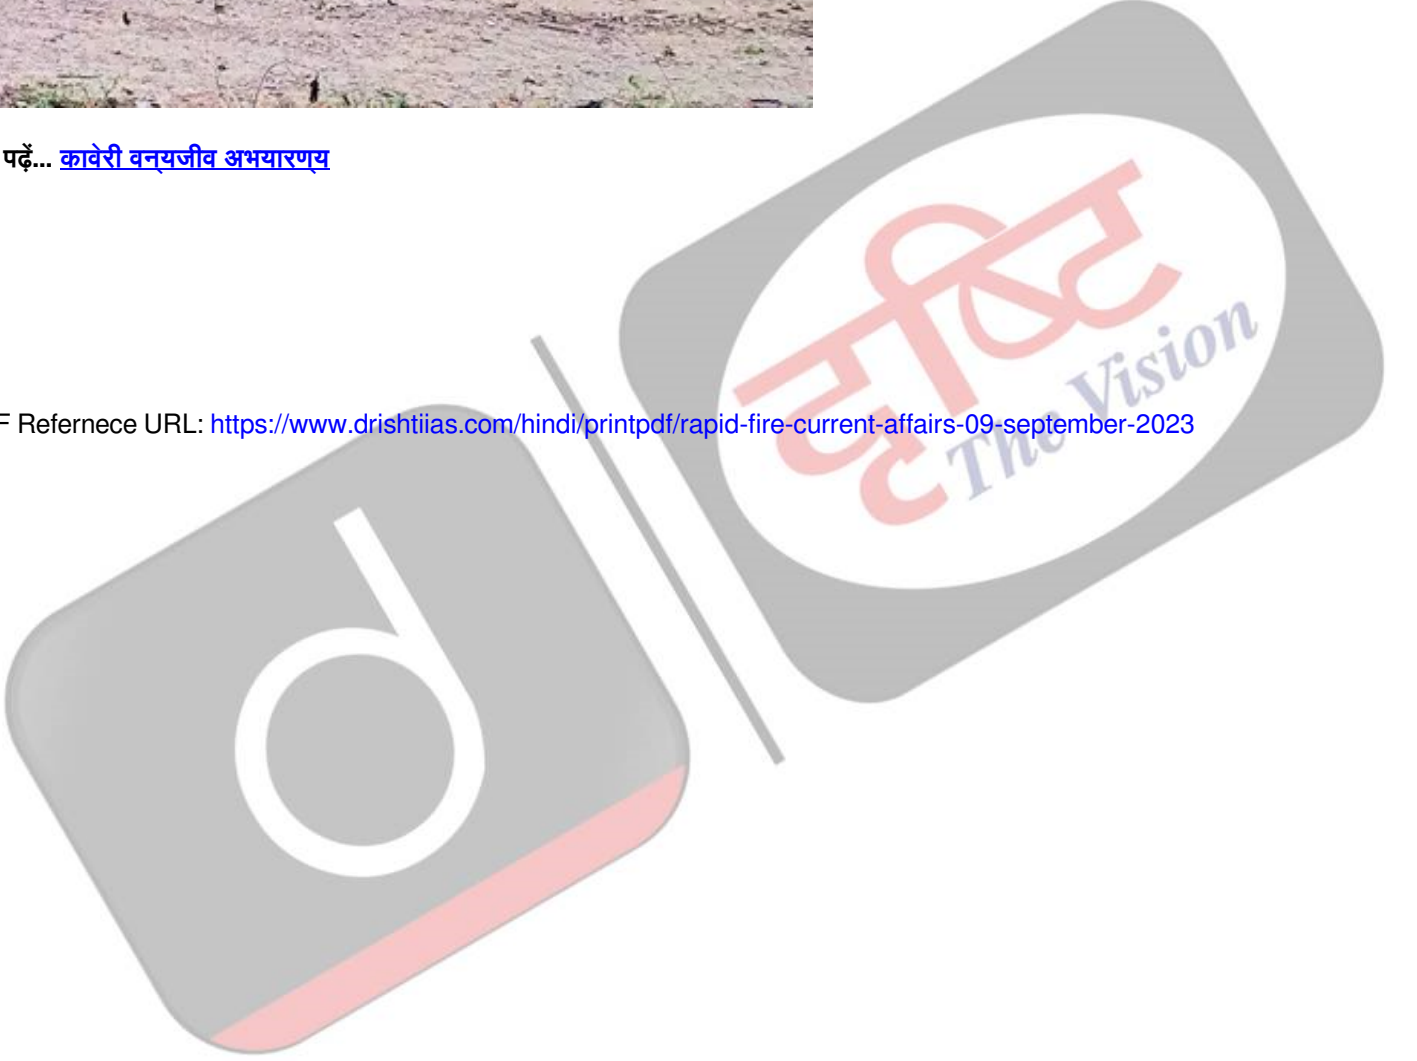 पढ़ें... कावेरी वन्यजीव अभयारण्य
दृष्टि
The Vision
F Refernece URL: https://www.drishtiias.com/hindi/printpdf/rapid-fire-current-affairs-09-september-2023
d